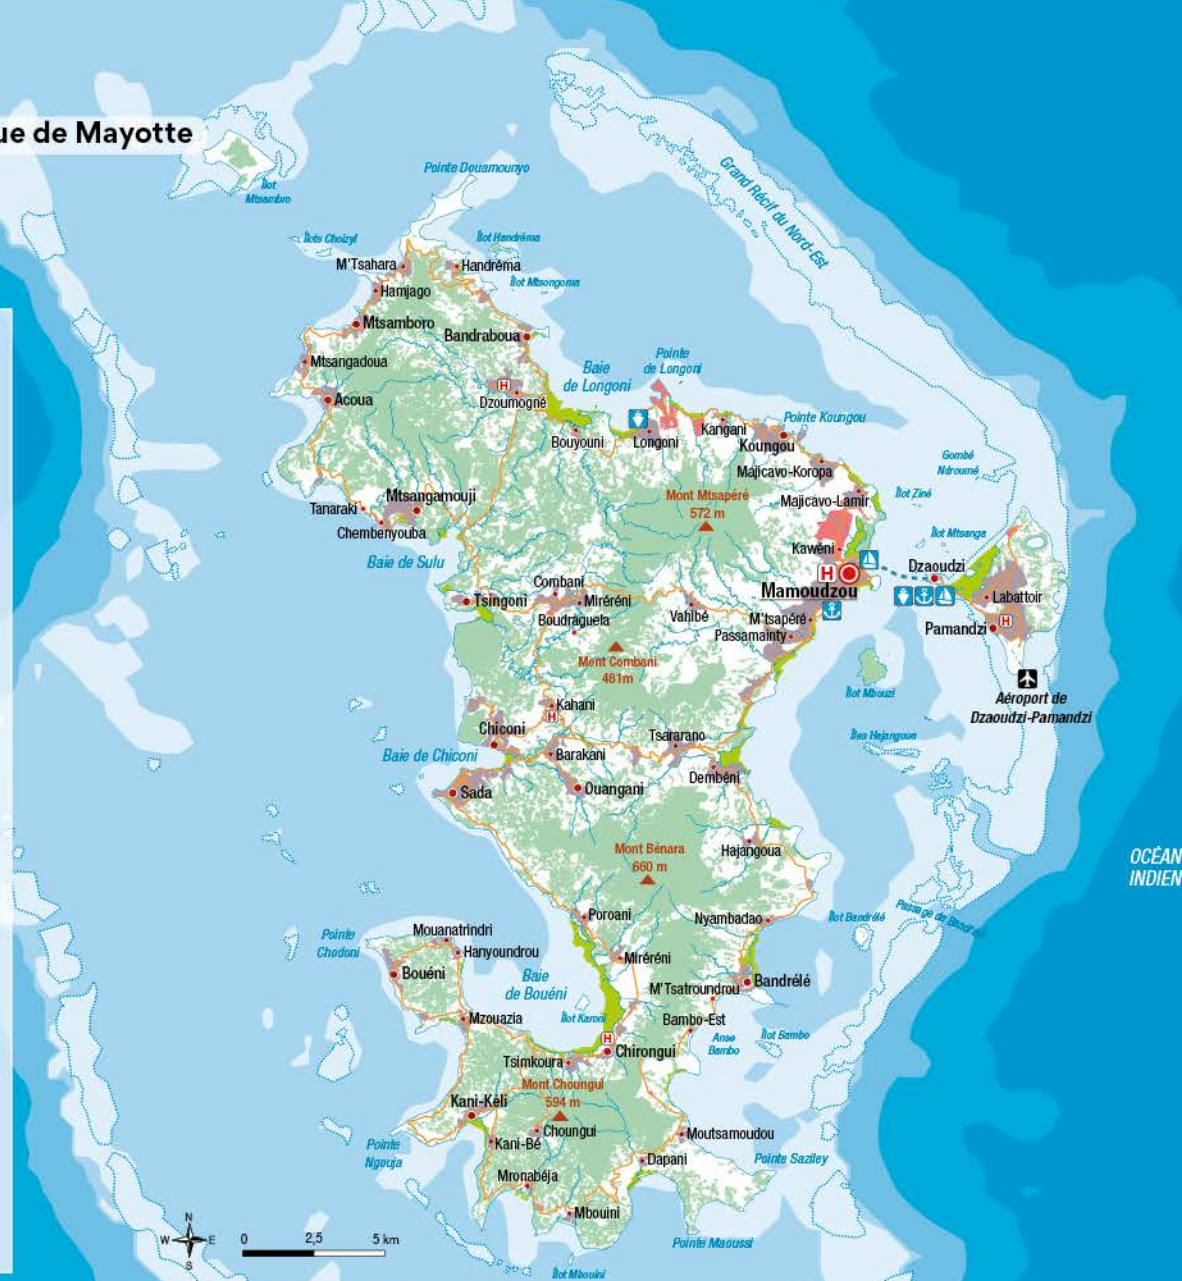 ue de Mayotte
Pointe Douamounyo
Grand Récif du Nord-Est
Îlot
Mtsambro
Îlots Choizyl
Îlot Handréma
M'Tsahara
Handréma
Îlot Mtsongoma
Hamjago
Mtsamboro
Bandraboua
Mtsangadoua
Baie
de Longoni
Pointe
de Longoni
H
Acoua
Dzoumogné
Pointe Koungou
Bouyouni
Longoni
Kangani
Koungou
Majicavo-Koropa
Gombé
Ndroumé
Mtsangamouji
Tanaraki
Chembenyouba
Mont Mtsapéré
572 m
Majicavo-Lamir
Îlot Ziné
Îlot Mtsanga
Baie de Sulu
Kawéni
Dzaoudzi
H
Mamoudzou
Combani
Tsingoni
Miréréni
Boudraguela
Vahibé
M'tsapéré
Passamainty
Labattoir
Pamandzi
H
Mont Combani
481m
Îlot Mbouzi
Aéroport de
Dzaoudzi-Pamandzi
Kahani
H
Chiconi
Tsararano
Îles Hajangoua
Baie de Chiconi
Barakani
Dembéni
Sada
Ouangani
Mont Bénara
660 m
Hajangoua
OCÉAN
INDIEN
Poroani
Nyambadao
Îlot Bandrélé
Passage de
Mouanatrindri
Pointe
Chodoni
Hanyoundrou
Bouéni
Miréréni
Baie
de Bouéni
Bandrélé
M'Tsatroundrou
Mzouazia
Îlot Karoni
Bambo-Est
Anse
Bambo
Îlot Bambo
H
Chirongui
Tsimkoura
Mont Choungui
594 m
Kani-Kéli
Choungui
Kani-Bé
Moutsamoudou
Pointe
Ngouja
Dapani
Pointe Saziley
Mronabéja
Mbouini
Pointe Maoussi
Îlot Mbouini
N
W E
S
0 2,5 5 km